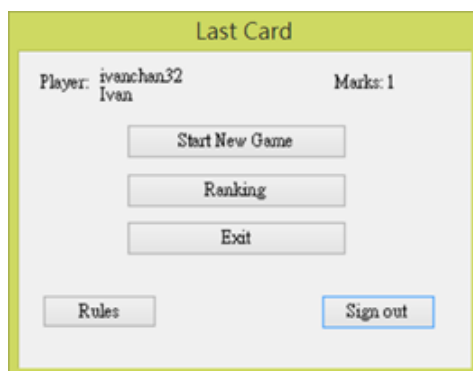 Last Card
Player: ivanchan32
Ivan
Marks: 1
Start New Game
Ranking
Exit
Rules
Sign out